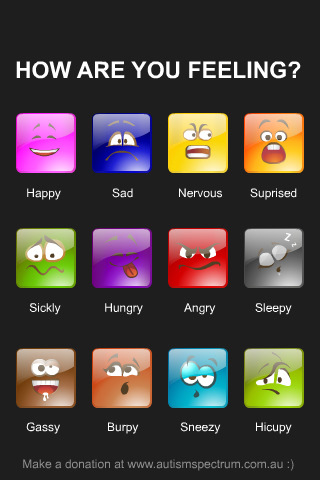 HOW ARE YOU FEELING?
Happy Sad Nervous Suprised
Z Z
Sickly Hungry Angry Sleepy
Gassy Burpy Sneezy Hicupy
Make a donation at www.autismspectrum.com.au :)